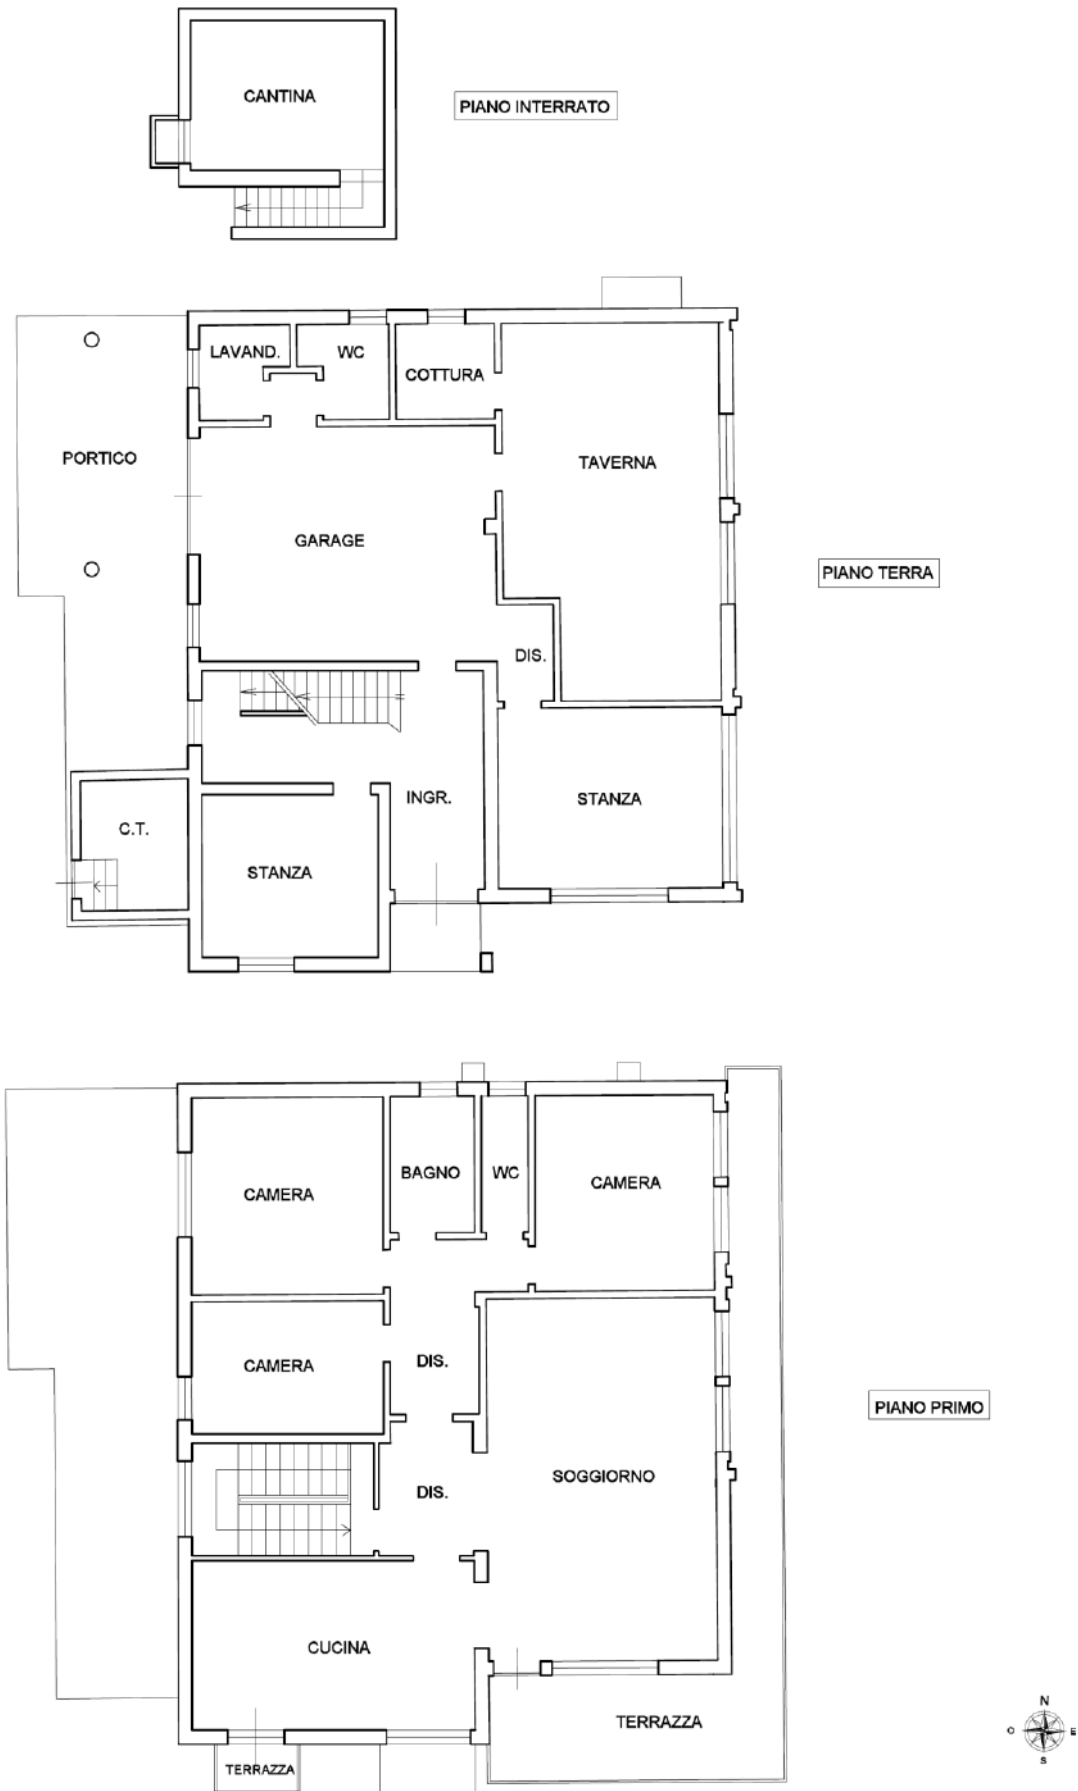 CANTINA
PIANO INTERRATO
LAVAND.
WC
COTTURA
PORTICO
TAVERNA
GARAGE
PIANO TERRA
DIS.
INGR.
STANZA
C.T.
STANZA
CAMERA
BAGNO
WC
CAMERA
CAMERA
DIS.
PIANO PRIMO
SOGGIORNO
DIS.
CUCINA
TERRAZZA
TERRAZZA
N
O
E
S